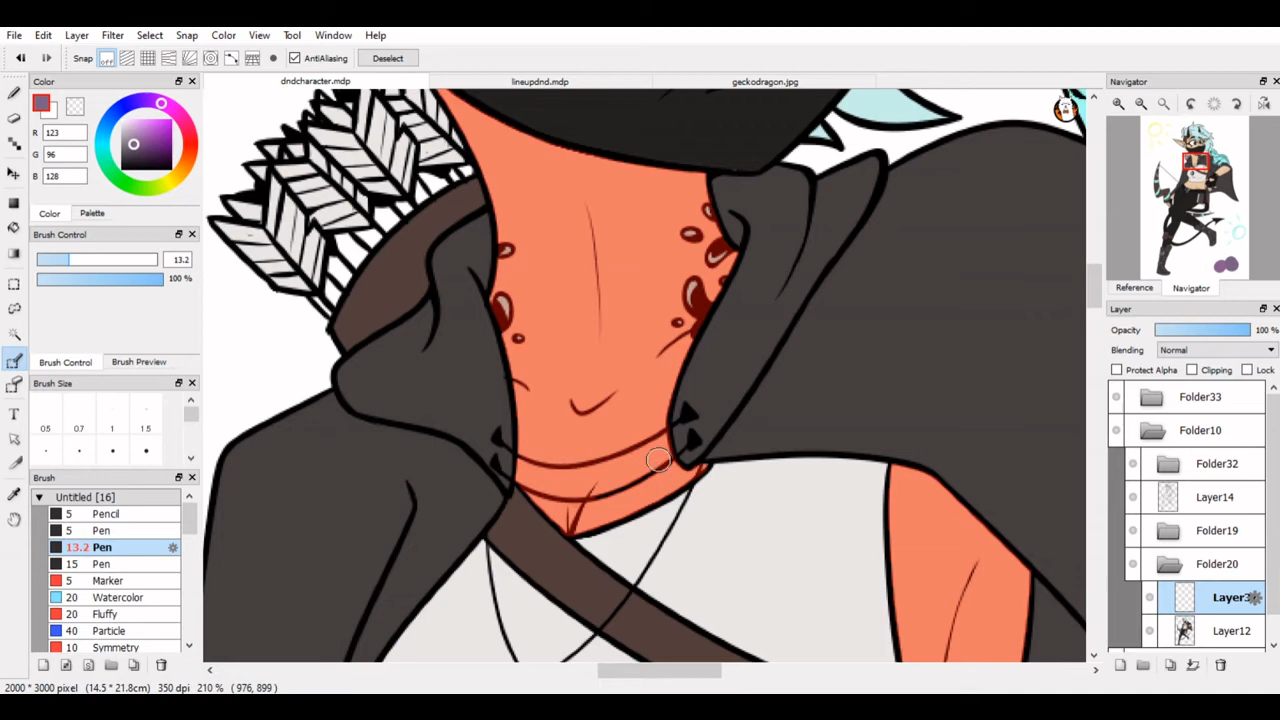 File Edit Layer Filter Select Snap Color View Tool Window Help
Snap off AntiAliasing Deselect
Color dndcharacter.mdp lineupdnd.mdp geckodragon.jpg Navigator
R 123
G 96
B 128
Color Palette
Brush Control
13.2
100 %
Brush Control Brush Preview
Brush Size
0.5 0.7 1 1.5
Brush
Untitled [16]
5 Pencil
5 Pen
13.2 Pen
15 Pen
5 Marker
20 Watercolor
20 Fluffy
40 Particle
10 Symmetry
Reference Navigator
Layer
Opacity 100 %
Blending Normal
Protect Alpha Clipping Lock
Folder33
Folder10
Folder32
Layer14
Folder19
Folder20
Layer3
Layer12
2000 * 3000 pixel (14.5 * 21.8cm) 350 dpi 210 % ( 976, 899 )